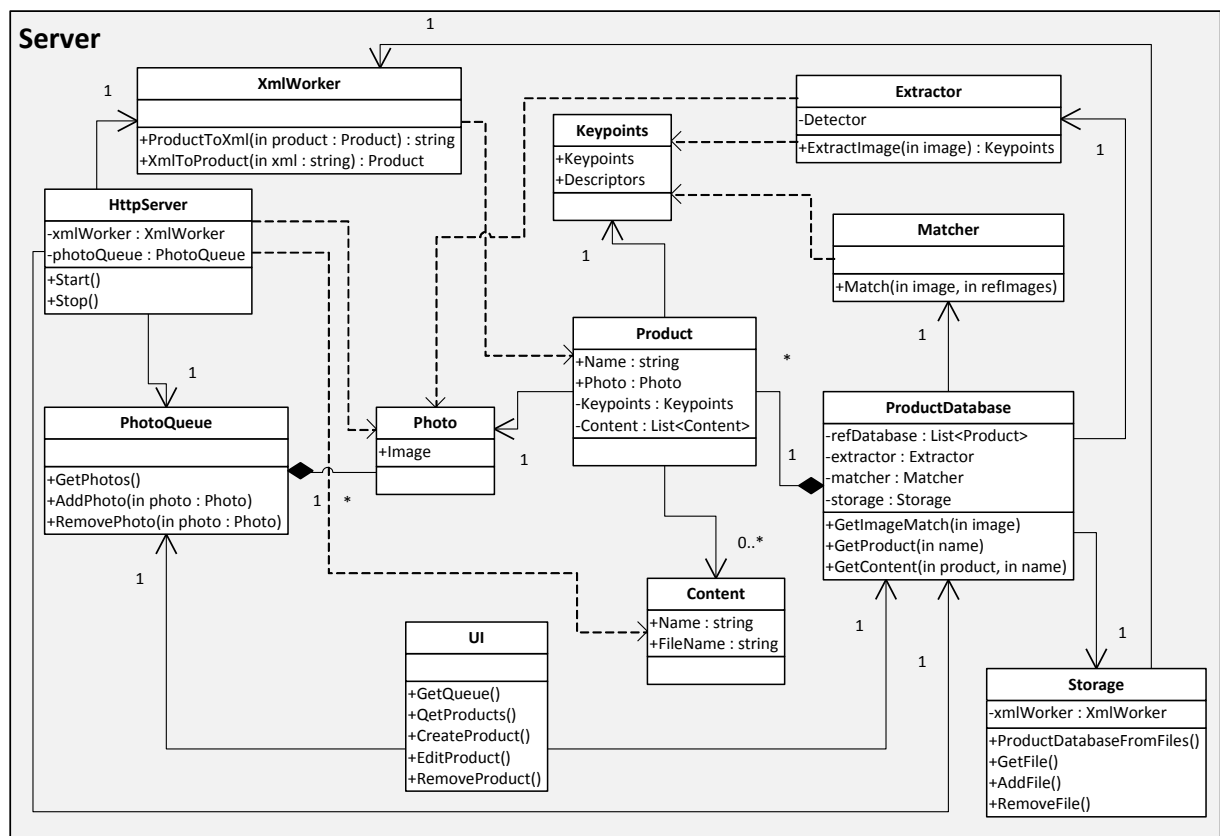 Server
XmlWorker
+ProductToXml(in product : Product) : string
+XmlToProduct(in xml : string) : Product
Extractor
-Detector
+ExtractImage(in image) : Keypoints
Keypoints
+Keypoints
+Descriptors
HttpServer
-xmlWorker : XmlWorker
-photoQueue : PhotoQueue
+Start()
+Stop()
Matcher
+Match(in image, in refImages)
Product
+Name : string
+Photo : Photo
-Keypoints : Keypoints
-Content : List<Content>
PhotoQueue
+GetPhotos()
+AddPhoto(in photo : Photo)
+RemovePhoto(in photo : Photo)
Photo
+Image
ProductDatabase
-refDatabase : List<Product>
-extractor : Extractor
-matcher : Matcher
-storage : Storage
+GetImageMatch(in image)
+GetProduct(in name)
+GetContent(in product, in name)
Content
+Name : string
+FileName : string
UI
+GetQueue()
+QetProducts()
+CreateProduct()
+EditProduct()
+RemoveProduct()
Storage
-xmlWorker : XmlWorker
+ProductDatabaseFromFiles()
+GetFile()
+AddFile()
+RemoveFile()
1
1
1
1
1
1
*
1
1
1
*
0..*
1
1
1
1